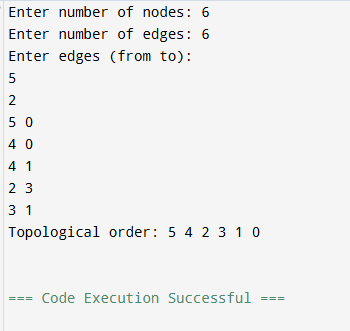 Enter number of nodes: 6
Enter number of edges: 6
Enter edges (from to):
5
2
5 0
4 0
4 1
2 3
3 1
Topological order: 5 4 2 3 1 0
=== Code Execution Successful ===